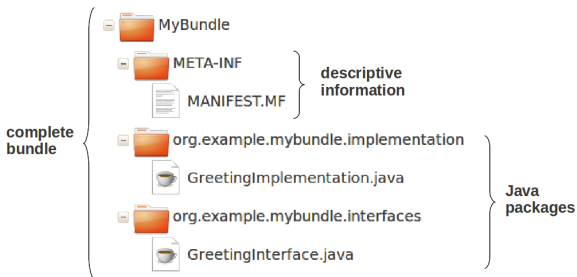 MyBundle
META-INF
descriptive
information
MANIFEST.MF
complete
bundle
org.example.mybundle.implementation
GreetingImplementation.java
Java
packages
org.example.mybundle.interfaces
GreetingInterface.java